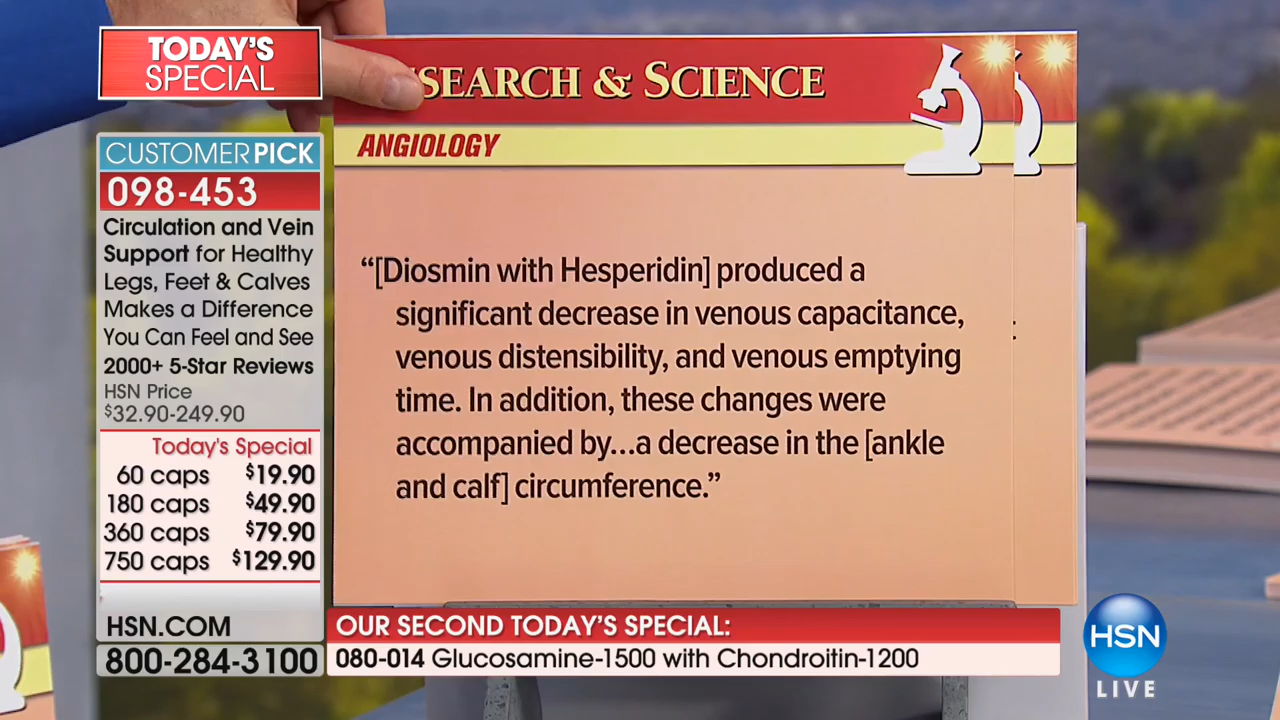 TODAY'S
SPECIAL
CUSTOMER PICK
098-453
Circulation and Vein
Support for Healthy
Legs, Feet & Calves
Makes a Difference
You Can Feel and See
2000+ 5-Star Reviews
HSN Price
$32.90-249.90
Today's Special
60 caps $19.90
180 caps $49.90
360 caps $79.90
750 caps $129.90
HSN.COM
800-284-3100
SEARCH & SCIENCE
ANGIOLOGY
“[Diosmin with Hesperidin] produced a
significant decrease in venous capacitance,
venous distensibility, and venous emptying
time. In addition, these changes were
accompanied by...a decrease in the [ankle
and calf] circumference.”
OUR SECOND TODAY'S SPECIAL:
080-014 Glucosamine-1500 with Chondroitin-1200
HSN
LIVE